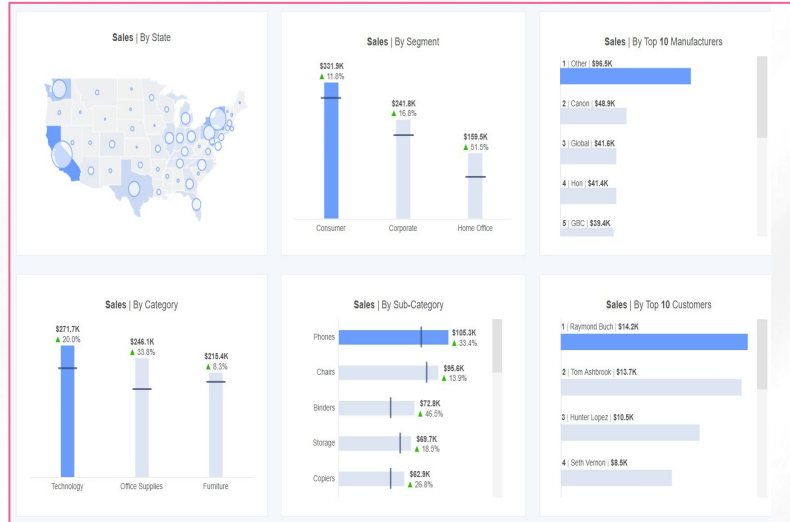 Sales | By State
Sales | By Segment
$331.9K
▲ 11.8%
$241.8K
▲ 16.8%
$159.5K
▲ 51.5%
Consumer
Corporate
Home Office
Sales | By Top 10 Manufacturers
1 | Other | $96.5K
2 | Canon | $48.9K
3 | Global | $41.6K
4 | Hon | $41.4K
5 | GBC | $39.4K
Sales | By Category
$271.7K
▲ 20.0%
$246.1K
▲ 33.8%
$215.4K
▲ 8.3%
Technology
Office Supplies
Furniture
Sales | By Sub-Category
Phones
$105.3K
▲ 33.4%
Chairs
$95.6K
▲ 13.9%
Binders
$72.8K
▲ 46.5%
Storage
$69.7K
▲ 18.5%
Copiers
$62.9K
▲ 26.8%
Sales | By Top 10 Customers
1 | Raymond Buch | $14.2K
2 | Tom Ashbrook | $13.7K
3 | Hunter Lopez | $10.5K
4 | Seth Vernon | $8.5K